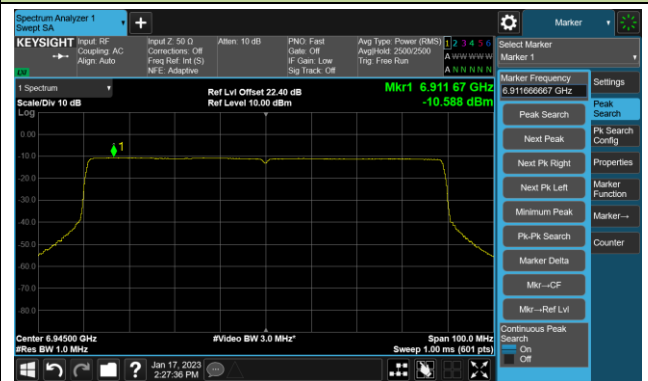 Spectrum Analyzer 1
Swept SA
+
Marker
KEYSIGHT
Input: RF
Coupling: AC
Align: Auto
Input Z: 50 Ω
Corrections: Off
Freq Ref: Int (S)
NFE: Adaptive
Atten: 10 dB
PNO: Fast
Gate: Off
IF Gain: Low
Sig Track: Off
Avg Type: Power (RMS)
Avg|Hold: 2500/2500
Trig: Free Run
1 2 3 4 5 6
A W W W W W
A N N N N N
LXI
Select Marker
Marker 1
1 Spectrum
Scale/Div 10 dB
Log
Ref Lvl Offset 22.40 dB
Ref Level 10.00 dBm
Mkr1 6.911 67 GHz
-10.588 dBm
0.00
-10.0
-20.0
-30.0
-40.0
-50.0
-60.0
-70.0
-80.0
1
Center 6.94500 GHz
#Res BW 1.0 MHz
#Video BW 3.0 MHz*
Span 100.0 MHz
Sweep 1.00 ms (601 pts)
Marker Frequency
6.911666667 GHz
Peak Search
Next Peak
Next Pk Right
Next Pk Left
Minimum Peak
Pk-Pk Search
Marker Delta
Mkr→CF
Mkr→Ref Lvl
Continuous Peak
Search
On
Off
Settings
Peak
Search
Pk Search
Config
Properties
Marker
Function
Marker→
Counter
?
Jan 17, 2023
2:27:36 PM